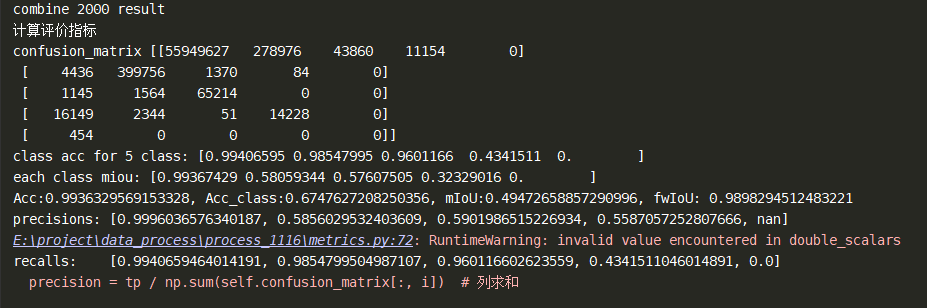 combine 2000 result
计算评价指标
confusion_matrix [[55949627   278976    43860    11154        0]
 [    4436   399756     1370       84        0]
 [    1145     1564    65214        0        0]
 [   16149     2344       51    14228        0]
 [     454        0        0        0        0]]
class acc for 5 class: [0.99406595 0.98547995 0.9601166  0.4341511  0.        ]
each class miou: [0.99367429 0.58059344 0.57607505 0.32329016 0.        ]
Acc:0.9936329569153328, Acc_class:0.6747627208250356, mIoU:0.49472658857290996, fwIoU: 0.9898294512483221
precisions: [0.9996036576340187, 0.5856029532403609, 0.5901986515226934, 0.5587057252807666, nan]
E:\project\data_process\process_1116\metrics.py:72: RuntimeWarning: invalid value encountered in double_scalars
recalls:    [0.9940659464014191, 0.9854799504987107, 0.960116602623559, 0.4341511046014891, 0.0]
  precision = tp / np.sum(self.confusion_matrix[:, i])  # 列求和